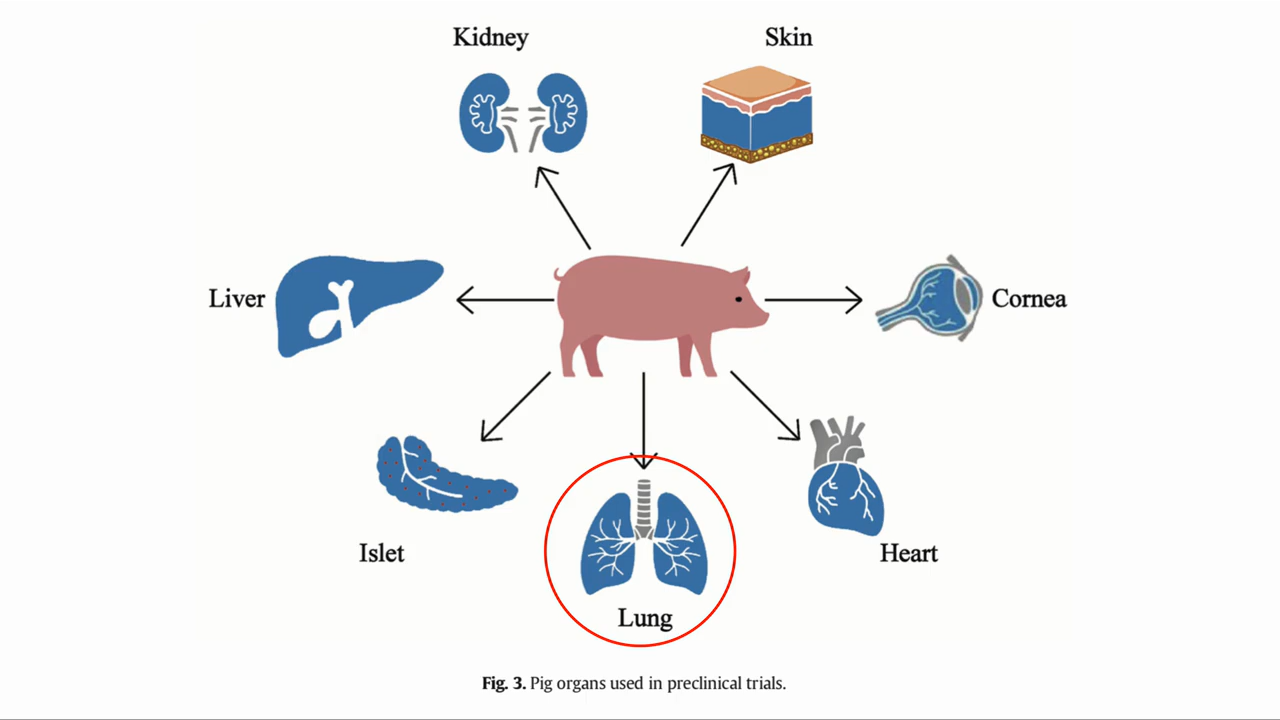 Kidney
Skin
Liver
Cornea
Islet
Heart
Lung
Fig. 3. Pig organs used in preclinical trials.